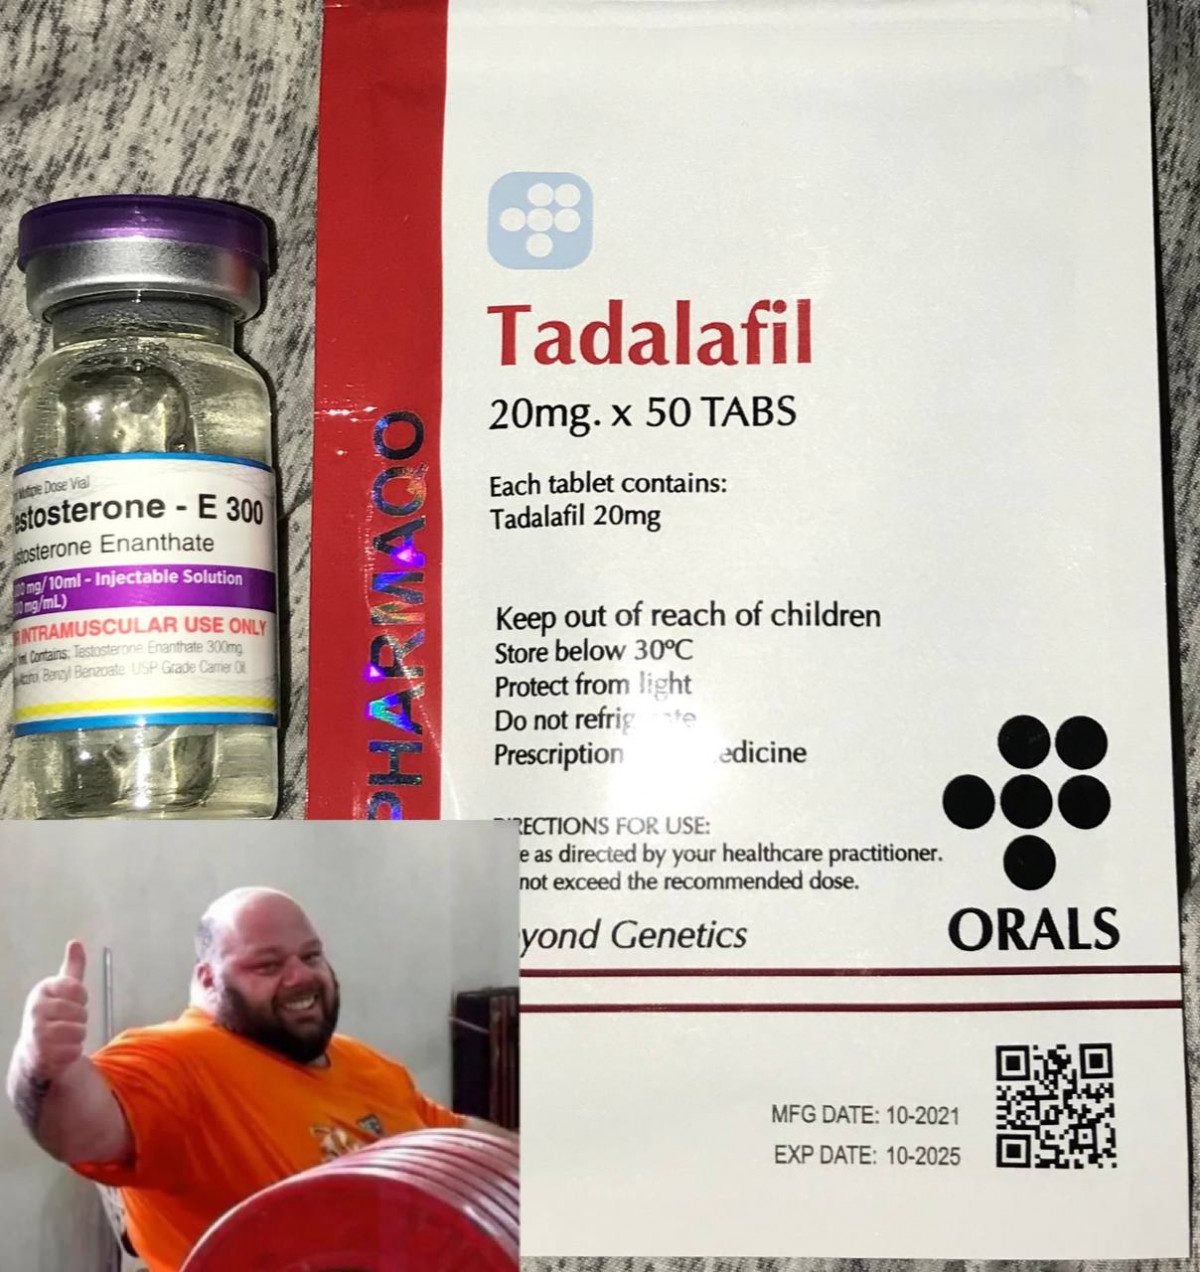 Dose Vial
estosterone - E 300
stosterone Enanthate
mg/10ml - Injectable Solution
mg/mL)
INTRAMUSCULAR USE ONLY
Contains: Testosterone Enanthate 300mg
Benzyl Benzoate. USP Grade Carrier Oil.
PHARMAQO
Tadalafil
20mg. x 50 TABS
Each tablet contains:
Tadalafil 20mg
Keep out of reach of children
Store below 30ºC
Protect from light
Do not
Prescription edicine
RECTIONS FOR USE:
e as directed by your healthcare practitioner.
not exceed the recommended dose.
yond Genetics
ORALS
MFG DATE: 10-2021
EXP DATE: 10-2025